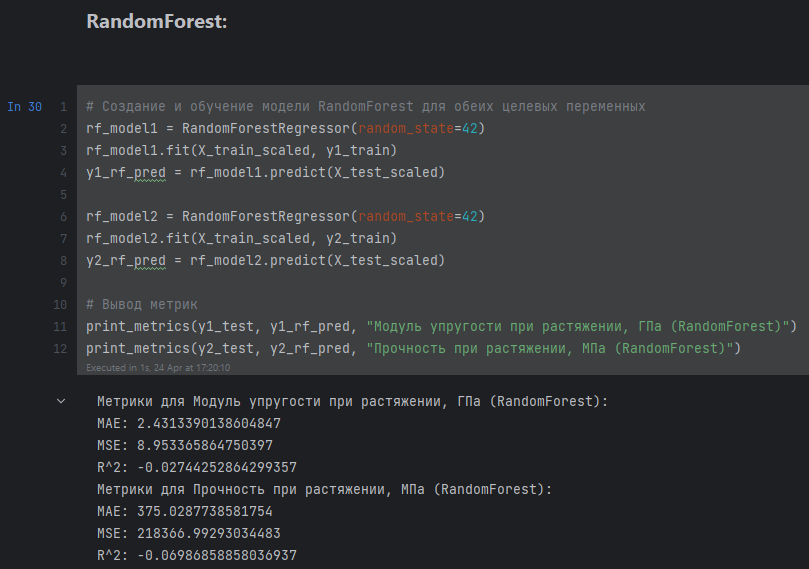 RandomForest:
In 30
1 # Создание и обучение модели RandomForest для обеих целевых переменных
2 rf_model1 = RandomForestRegressor(random_state=42)
3 rf_model1.fit(X_train_scaled, y1_train)
4 y1_rf_pred = rf_model1.predict(X_test_scaled)
5
6 rf_model2 = RandomForestRegressor(random_state=42)
7 rf_model2.fit(X_train_scaled, y2_train)
8 y2_rf_pred = rf_model2.predict(X_test_scaled)
9
10 # Вывод метрик
11 print_metrics(y1_test, y1_rf_pred, "Модуль упругости при растяжении, ГПа (RandomForest)")
12 print_metrics(y2_test, y2_rf_pred, "Прочность при растяжении, МПа (RandomForest)")
Executed in 1s, 24 Apr at 17:20:10
Метрики для Модуль упругости при растяжении, ГПа (RandomForest):
MAE: 2.4313390138604847
MSE: 8.953365864750397
R^2: -0.02744252864299357
Метрики для Прочность при растяжении, МПа (RandomForest):
MAE: 375.0287738581754
MSE: 218366.99293034483
R^2: -0.06986858858036937